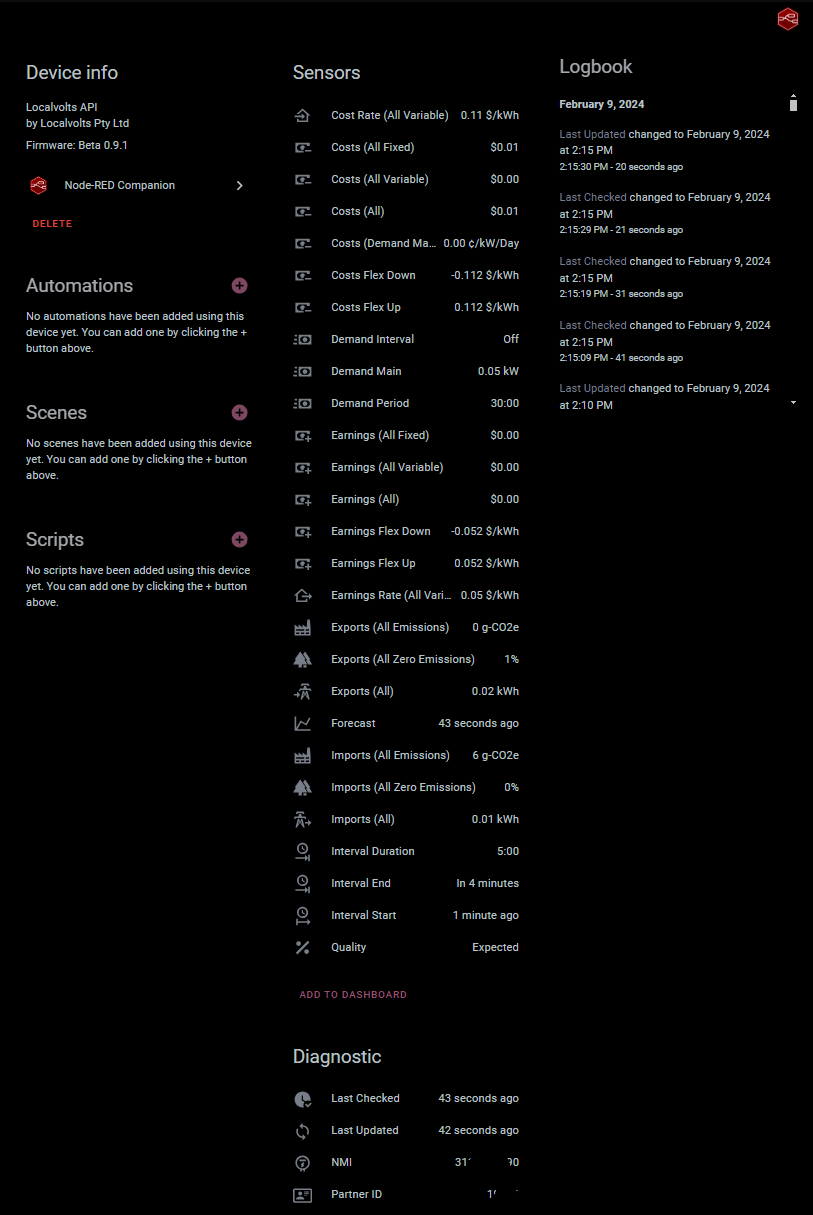 Device info
Localvolts API
by Localvolts Pty Ltd
Firmware: Beta 0.9.1
Node-RED Companion
DELETE
Automations
No automations have been added using this
device yet. You can add one by clicking the +
button above.
Scenes
No scenes have been added using this device
yet. You can add one by clicking the + button
above.
Scripts
No scripts have been added using this device
yet. You can add one by clicking the + button
above.
Sensors
Cost Rate (All Variable) 0.11 $/kWh
Costs (All Fixed) $0.01
Costs (All Variable) $0.00
Costs (All) $0.01
Costs (Demand Ma... 0.00 ¢/kW/Day
Costs Flex Down -0.112 $/kWh
Costs Flex Up 0.112 $/kWh
Demand Interval Off
Demand Main 0.05 kW
Demand Period 30:00
Earnings (All Fixed) $0.00
Earnings (All Variable) $0.00
Earnings (All) $0.00
Earnings Flex Down -0.052 $/kWh
Earnings Flex Up 0.052 $/kWh
Earnings Rate (All Vari... 0.05 $/kWh
Exports (All Emissions) 0 g-CO2e
Exports (All Zero Emissions) 1%
Exports (All) 0.02 kWh
Forecast 43 seconds ago
Imports (All Emissions) 6 g-CO2e
Imports (All Zero Emissions) 0%
Imports (All) 0.01 kWh
Interval Duration 5:00
Interval End In 4 minutes
Interval Start 1 minute ago
Quality Expected
ADD TO DASHBOARD
Diagnostic
Last Checked 43 seconds ago
Last Updated 42 seconds ago
NMI
Partner ID
Logbook
February 9, 2024
Last Updated changed to February 9, 2024
at 2:15 PM
2:15:30 PM - 20 seconds ago
Last Checked changed to February 9, 2024
at 2:15 PM
2:15:29 PM - 21 seconds ago
Last Checked changed to February 9, 2024
at 2:15 PM
2:15:19 PM - 31 seconds ago
Last Checked changed to February 9, 2024
at 2:15 PM
2:15:09 PM - 41 seconds ago
Last Updated changed to February 9, 2024
at 2:10 PM